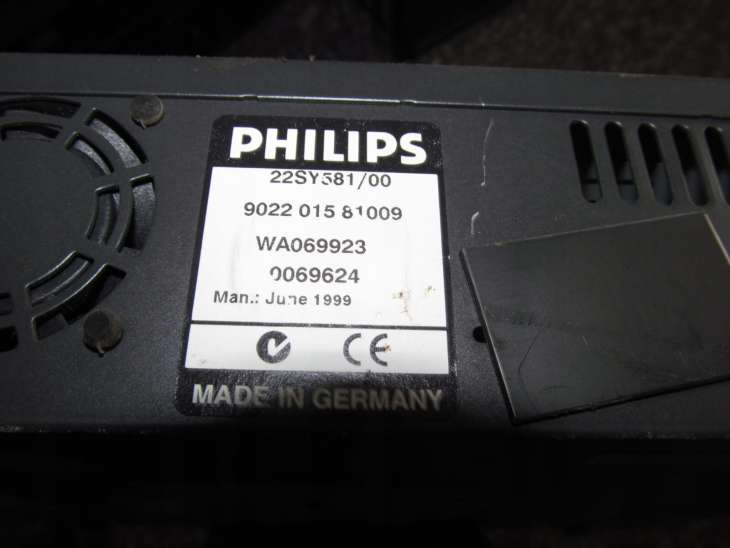 PHILIPS
22SY581/00
9022 015 81009
WA069923
0069624
Man.: June 1999
CE
MADE IN GERMANY